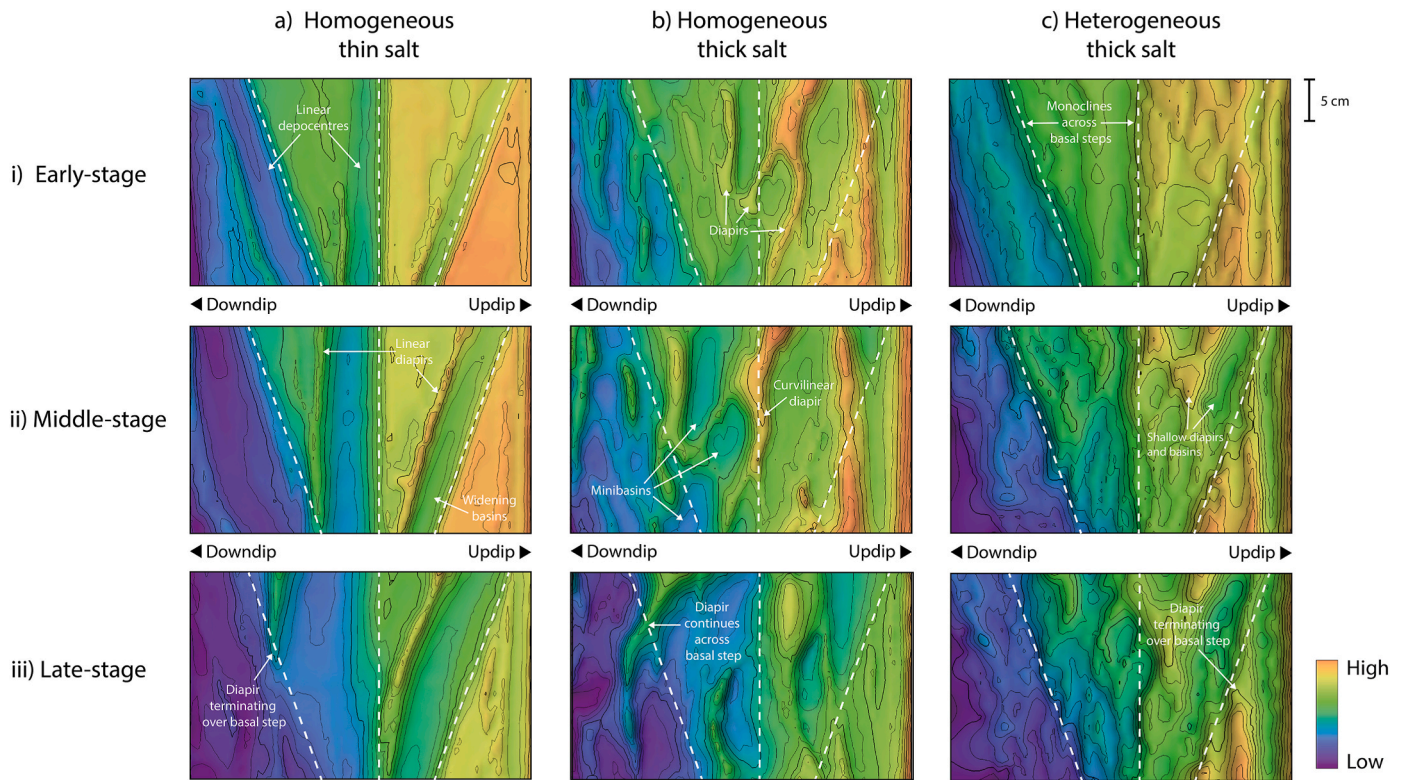 a) Homogeneous
thin salt
b) Homogeneous
thick salt
c) Heterogeneous
thick salt
i) Early-stage
Linear
depocentres
Diapirs
Monoclines
across
basal steps
5 cm
◄ Downdip
Updip ►
◄ Downdip
Updip ►
◄ Downdip
Updip ►
ii) Middle-stage
Linear
diapirs
Widening
basins
Curvilinear
diapir
Minibasins
Shallow diapirs
and basins
◄ Downdip
Updip ►
◄ Downdip
Updip ►
◄ Downdip
Updip ►
iii) Late-stage
Diapir
terminating
over basal step
Diapir
continues
across
basal step
Diapir
terminating
over basal step
High
Low